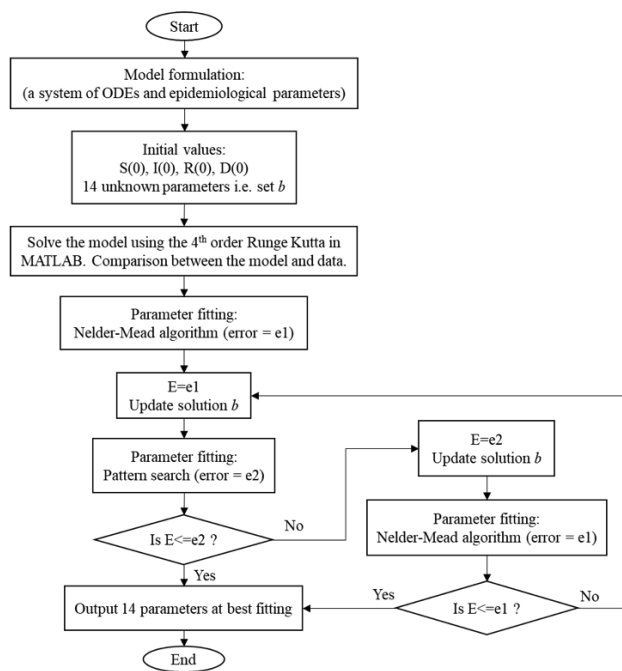 Start
Model formulation:
(a system of ODEs and epidemiological parameters)
Initial values:
S(0), I(0), R(0), D(0)
14 unknown parameters i.e. set b
Solve the model using the 4th order Runge Kutta in
MATLAB. Comparison between the model and data.
Parameter fitting:
Nelder-Mead algorithm (error = e1)
E=e1
Update solution b
Parameter fitting:
Pattern search (error = e2)
Is E<=e2 ?
No
Yes
E=e2
Update solution b
Parameter fitting:
Nelder-Mead algorithm (error = e1)
Is E<=e1 ?
Yes
No
Output 14 parameters at best fitting
End